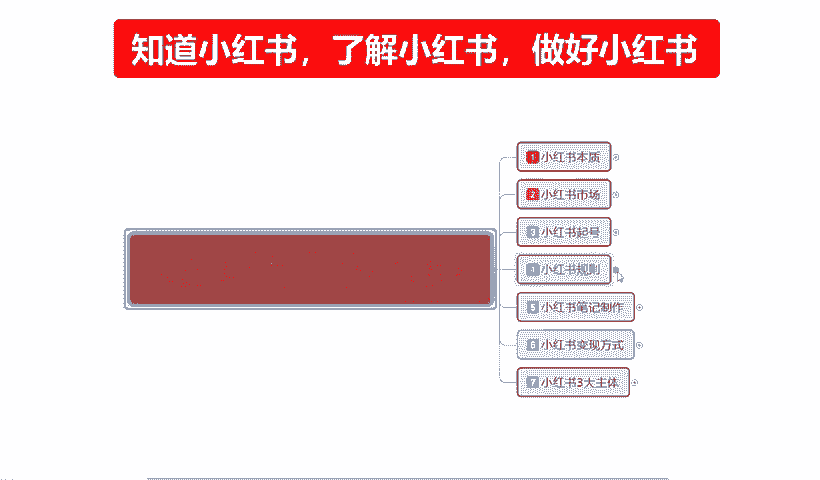 知道小红书，了解小红书，做好小红书
1 小红书本质
2 小红书市场
3 小红书起号
4 小红书规则
5 小红书笔记制作
6 小红书变现方式
7 小红书3大主体